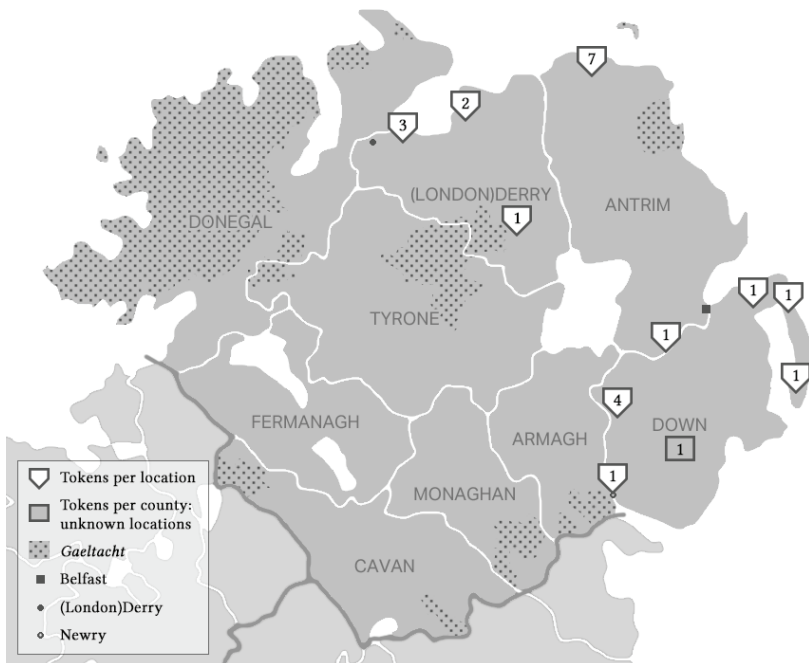 7
2
3
(LONDON)DERRY
ANTRIM
1
DONEGAL
TYRONE
1
1
1
1
4
FERMANAGH
ARMAGH
DOWN
1
1
MONAGHAN
CAVAN
Tokens per location
Tokens per county:
unknown locations
Gaeltacht
Belfast
(London)Derry
Newry